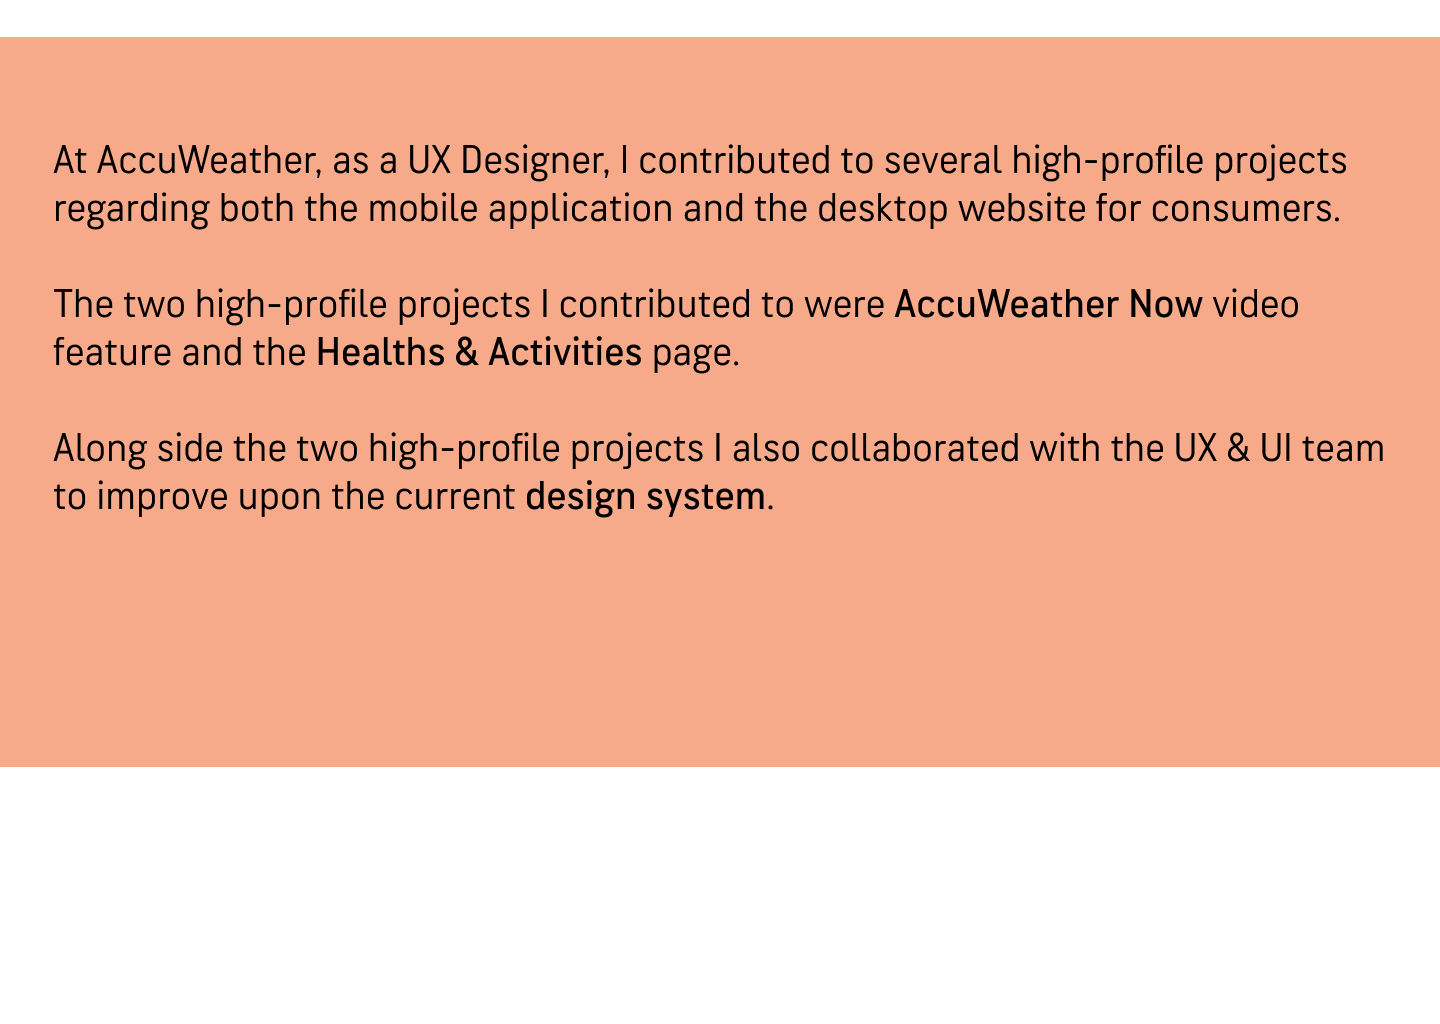 At AccuWeather, as a UX Designer, I contributed to several high-profile projects
regarding both the mobile application and the desktop website for consumers.
The two high-profile projects I contributed to were AccuWeather Now video
feature and the Healths & Activities page.
Along side the two high-profile projects I also collaborated with the UX & UI team
to improve upon the current design system.